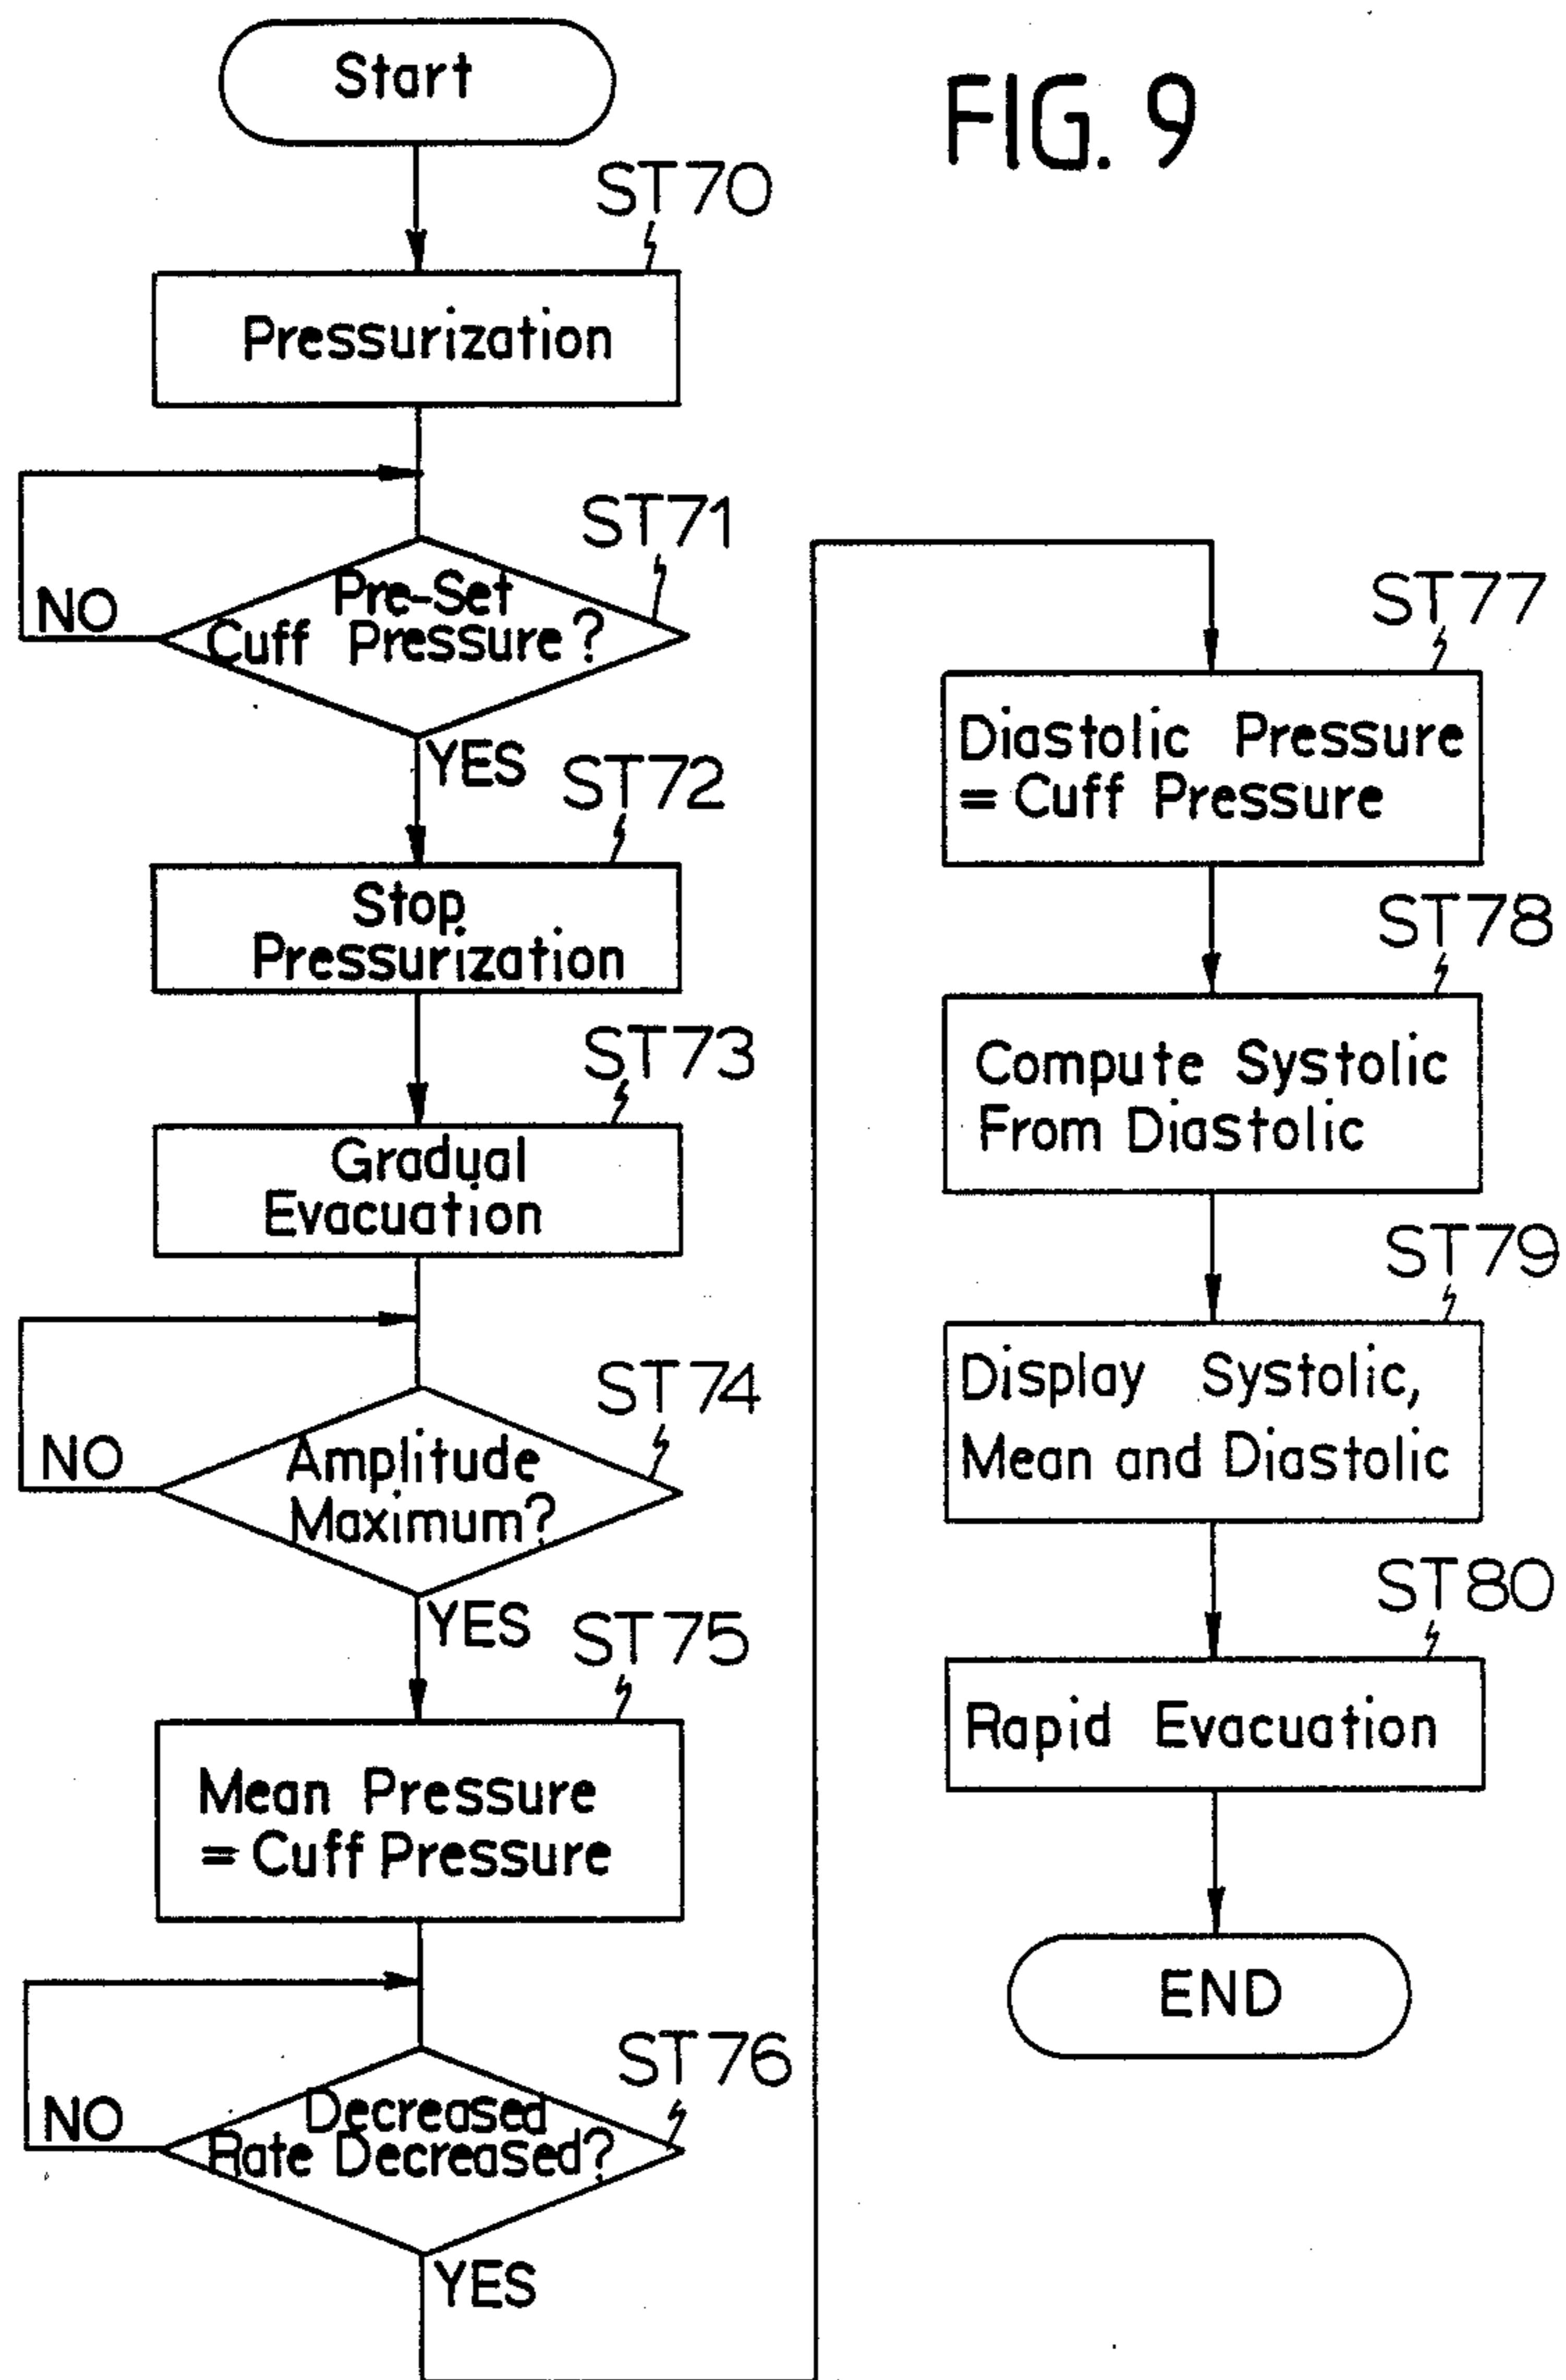 FIG. 9
Start
ST70
Pressurization
ST71
Pre-Set
Cuff Pressure?
NO
YES
ST72
Stop
Pressurization
ST73
Gradual
Evacuation
ST74
Amplitude
Maximum?
NO
YES
ST75
Mean Pressure
= Cuff Pressure
ST76
Decreased
Rate Decreased?
NO
YES
ST77
Diastolic Pressure
= Cuff Pressure
ST78
Compute Systolic
From Diastolic
ST79
Display Systolic,
Mean and Diastolic
ST80
Rapid Evacuation
END